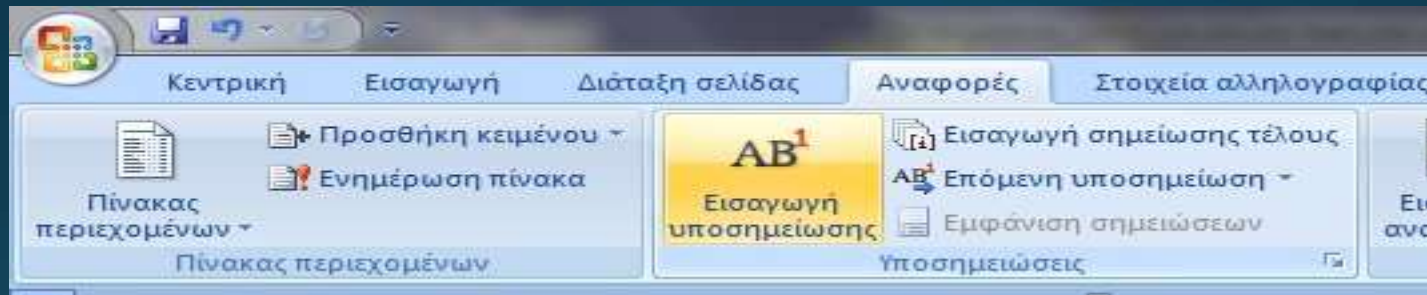 Κεντρική Εισαγωγή Διάταξη σελίδας Αναφορές Στοιχεία αλληλογραφίας
Πίνακας
περιεχομένων
Προσθήκη κειμένου
Ενημέρωση πίνακα
Πίνακας περιεχομένων
AB1
Εισαγωγή
υποσημείωσης
[i] Εισαγωγή σημείωσης τέλους
AB1 Επόμενη υποσημείωση
Εμφάνιση σημειώσεων
Υποσημειώσεις